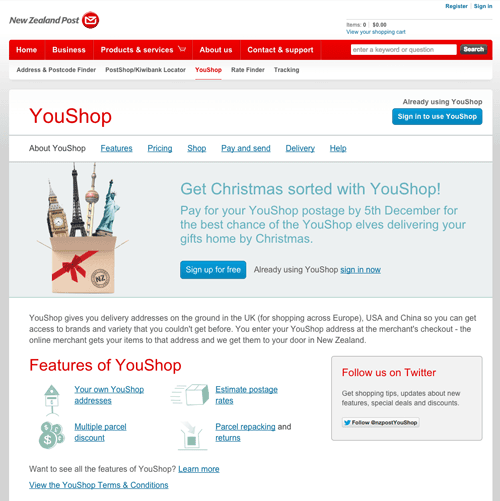 Register | Sign in
New Zealand Post
Items: 0 | $0.00
View your shopping cart
Home Business Products & services About us Contact & support enter a keyword or question Search
Address & Postcode Finder PostShop/Kiwibank Locator YouShop Rate Finder Tracking
Already using YouShop
YouShop
Sign in to use YouShop
About YouShop Features Pricing Shop Pay and send Delivery Help
Get Christmas sorted with YouShop!
Pay for your YouShop postage by 5th December for
the best chance of the YouShop elves delivering your
gifts home by Christmas.
NZ
Sign up for free Already using YouShop sign in now
YouShop gives you delivery addresses on the ground in the UK (for shopping across Europe), USA and China so you can get
access to brands and variety that you couldn't get before. You enter your YouShop address at the merchant's checkout - the
online merchant gets your items to that address and we get them to your door in New Zealand.
Features of YouShop
Your own YouShop
addresses
Estimate postage
rates
Multiple parcel
discount
Parcel repacking and
returns
Want to see all the features of YouShop? Learn more
View the YouShop Terms & Conditions
Follow us on Twitter
Get shopping tips, updates about new
features, special deals and discounts.
Follow @nzpostYouShop